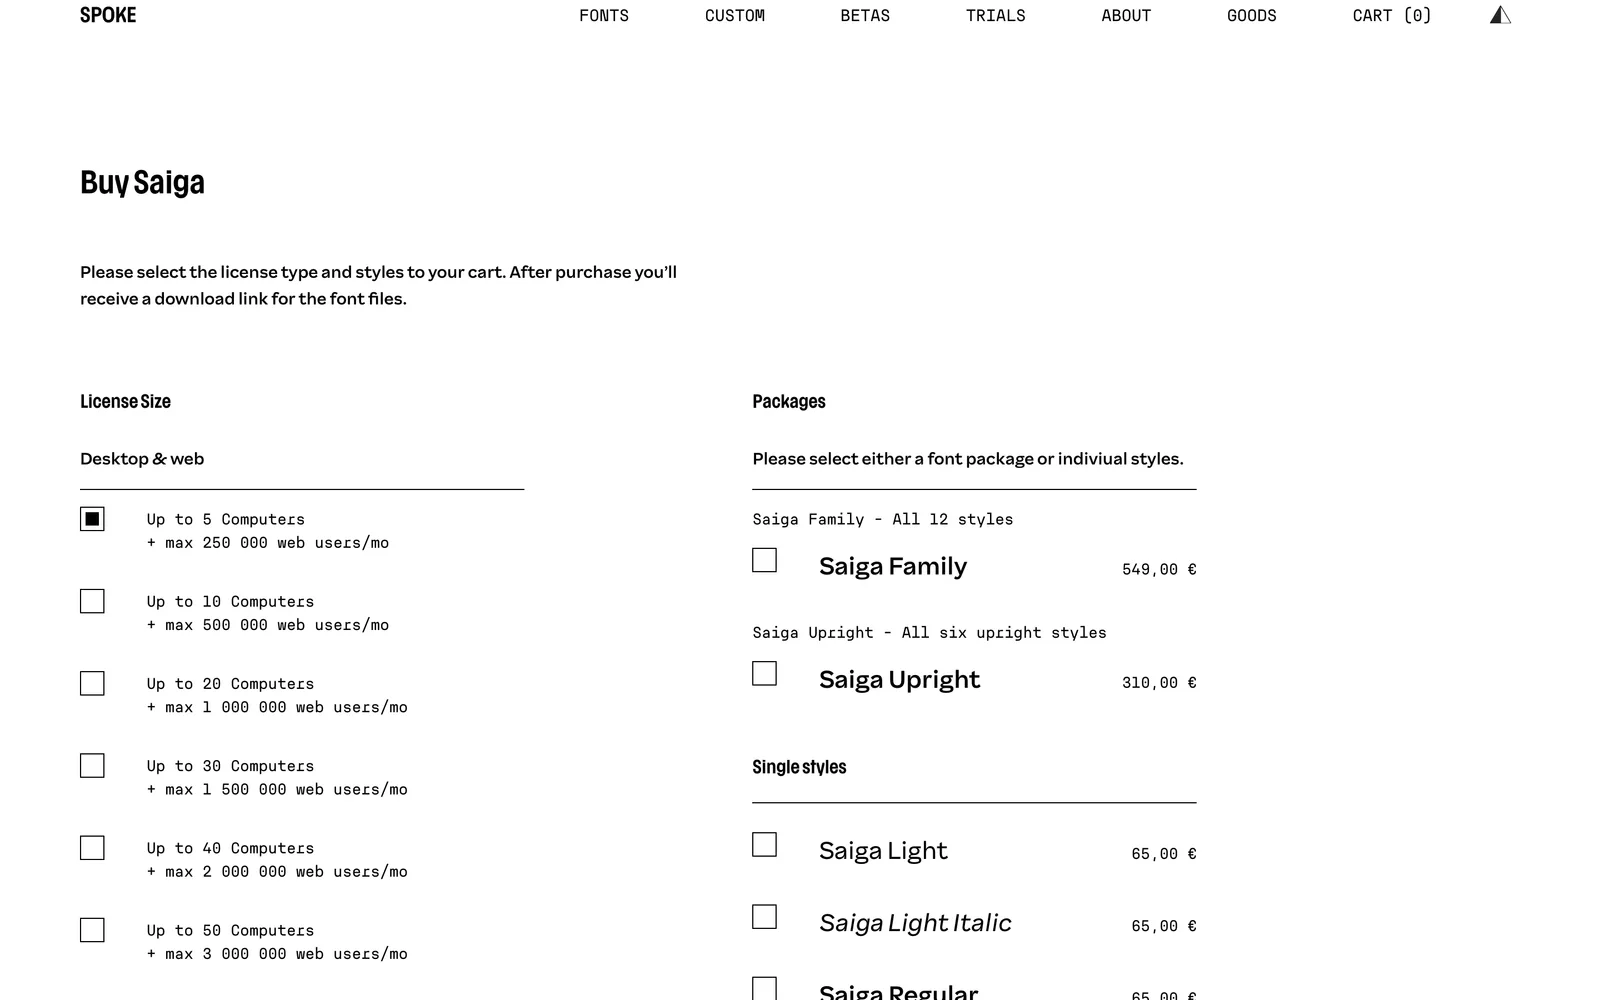 SPOKE
FONTS
CUSTOM
BETAS
TRIALS
ABOUT
GOODS
CART (0)
Buy Saiga
Please select the license type and styles to your cart. After purchase you’ll
receive a download link for the font files.
License Size
Desktop & web
Up to 5 Computers
+ max 250 000 web users/mo
Up to 10 Computers
+ max 500 000 web users/mo
Up to 20 Computers
+ max 1 000 000 web users/mo
Up to 30 Computers
+ max 1 500 000 web users/mo
Up to 40 Computers
+ max 2 000 000 web users/mo
Up to 50 Computers
+ max 3 000 000 web users/mo
Packages
Please select either a font package or indiviual styles.
Saiga Family - All 12 styles
Saiga Family 549,00 €
Saiga Upright - All six upright styles
Saiga Upright 310,00 €
Single styles
Saiga Light 65,00 €
Saiga Light Italic 65,00 €
Saiga Regular 65,00 €